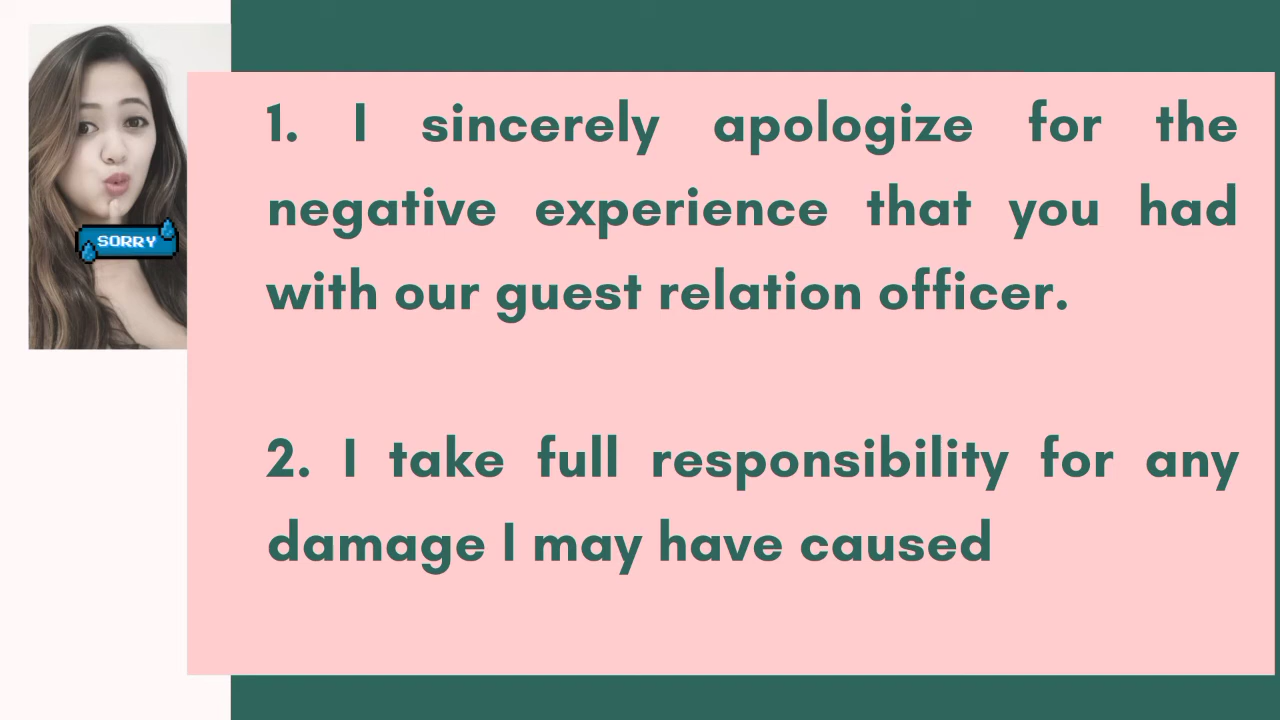 SORRY
1. I sincerely apologize for the
negative experience that you had
with our guest relation officer.
2. I take full responsibility for any
damage I may have caused